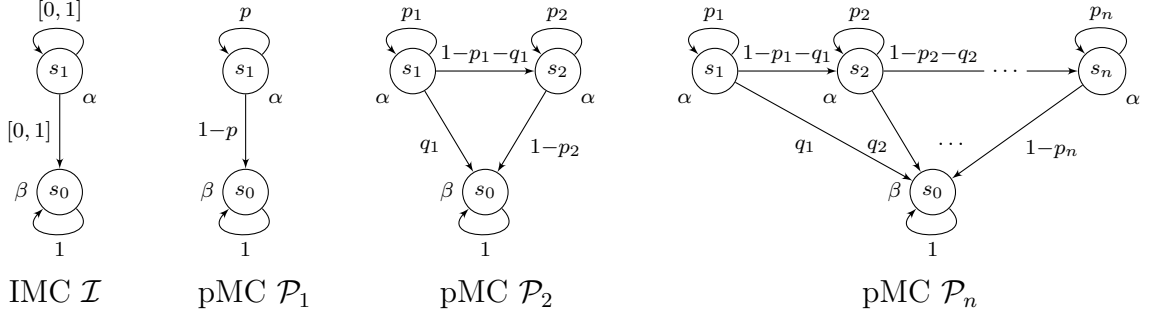 [0, 1] p p₁ p₂ p₁ p₂ pₙ
s₁ s₁ s₁ 1−p₁−q₁ s₂ s₁ 1−p₁−q₁ s₂ 1−p₂−q₂ ⋯ sₙ
α α α α α α α
[0, 1] 1−p q₁ 1−p₂ q₁ q₂ ⋯ 1−pₙ
β s₀ β s₀ β s₀ β s₀
1 1 1 1
IMC ℐ pMC 𝒫₁ pMC 𝒫₂ pMC 𝒫ₙ